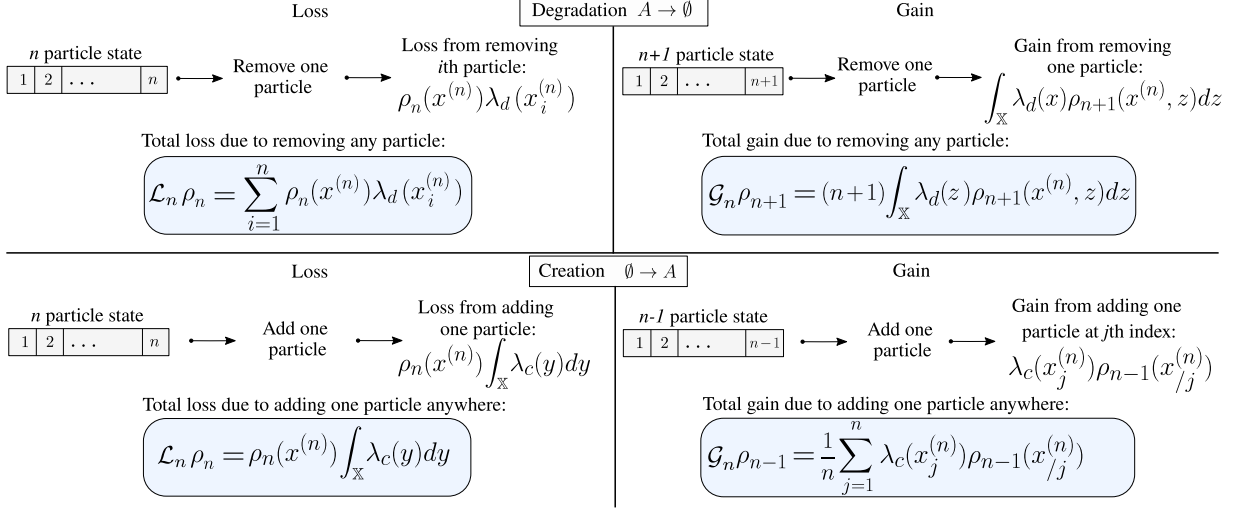 Degradation A → ∅
Loss
n particle state
1 2 ... n
Remove one
particle
Loss from removing
ith particle:
ρ_n(x^{(n)})λ_d(x_i^{(n)})
Total loss due to removing any particle:
ℒ_n ρ_n = ∑_{i=1}^{n} ρ_n(x^{(n)})λ_d(x_i^{(n)})
Gain
n+1 particle state
1 2 ... n+1
Remove one
particle
Gain from removing
one particle:
∫_𝕏 λ_d(x)ρ_{n+1}(x^{(n)}, z)dz
Total gain due to removing any particle:
𝒢_n ρ_{n+1} = (n+1)∫_𝕏 λ_d(z)ρ_{n+1}(x^{(n)}, z)dz
Creation ∅ → A
Loss
n particle state
1 2 ... n
Add one
particle
Loss from adding
one particle:
ρ_n(x^{(n)})∫_𝕏 λ_c(y)dy
Total loss due to adding one particle anywhere:
ℒ_n ρ_n = ρ_n(x^{(n)})∫_𝕏 λ_c(y)dy
Gain
n-1 particle state
1 2 ... n−1
Add one
particle
Gain from adding one
particle at jth index:
λ_c(x_j^{(n)})ρ_{n−1}(x_{/j}^{(n)})
Total gain due to adding one particle anywhere:
𝒢_n ρ_{n−1} = \frac{1}{n}∑_{j=1}^{n} λ_c(x_j^{(n)})ρ_{n−1}(x_{/j}^{(n)})